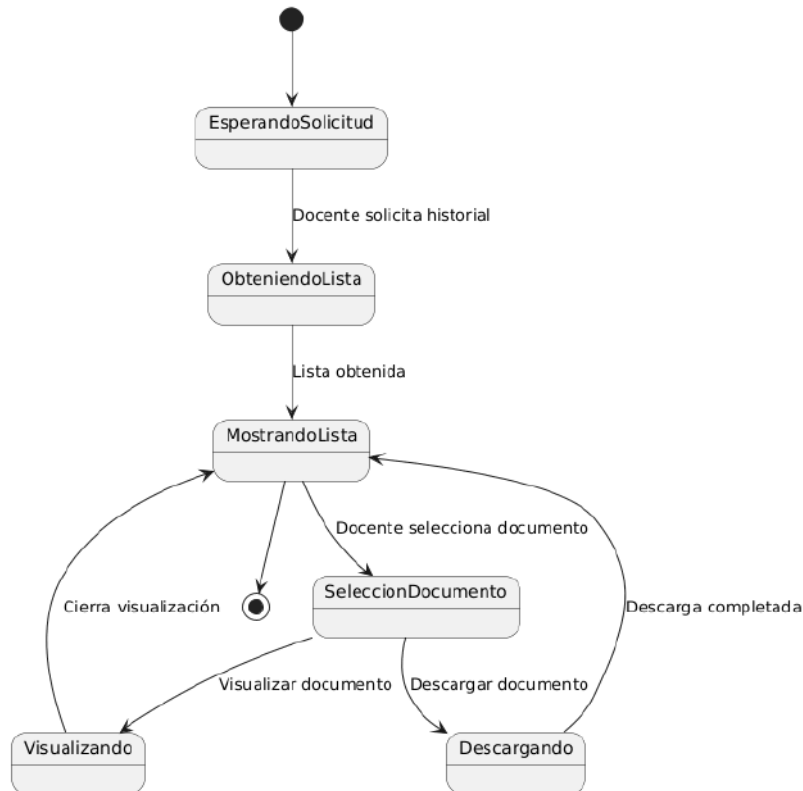 EsperandoSolicitud
Docente solicita historial
ObteniendoLista
Lista obtenida
MostrandoLista
Docente selecciona documento
SeleccionDocumento
Cierra visualización
Descarga completada
Visualizar documento
Descargar documento
Visualizando
Descargando